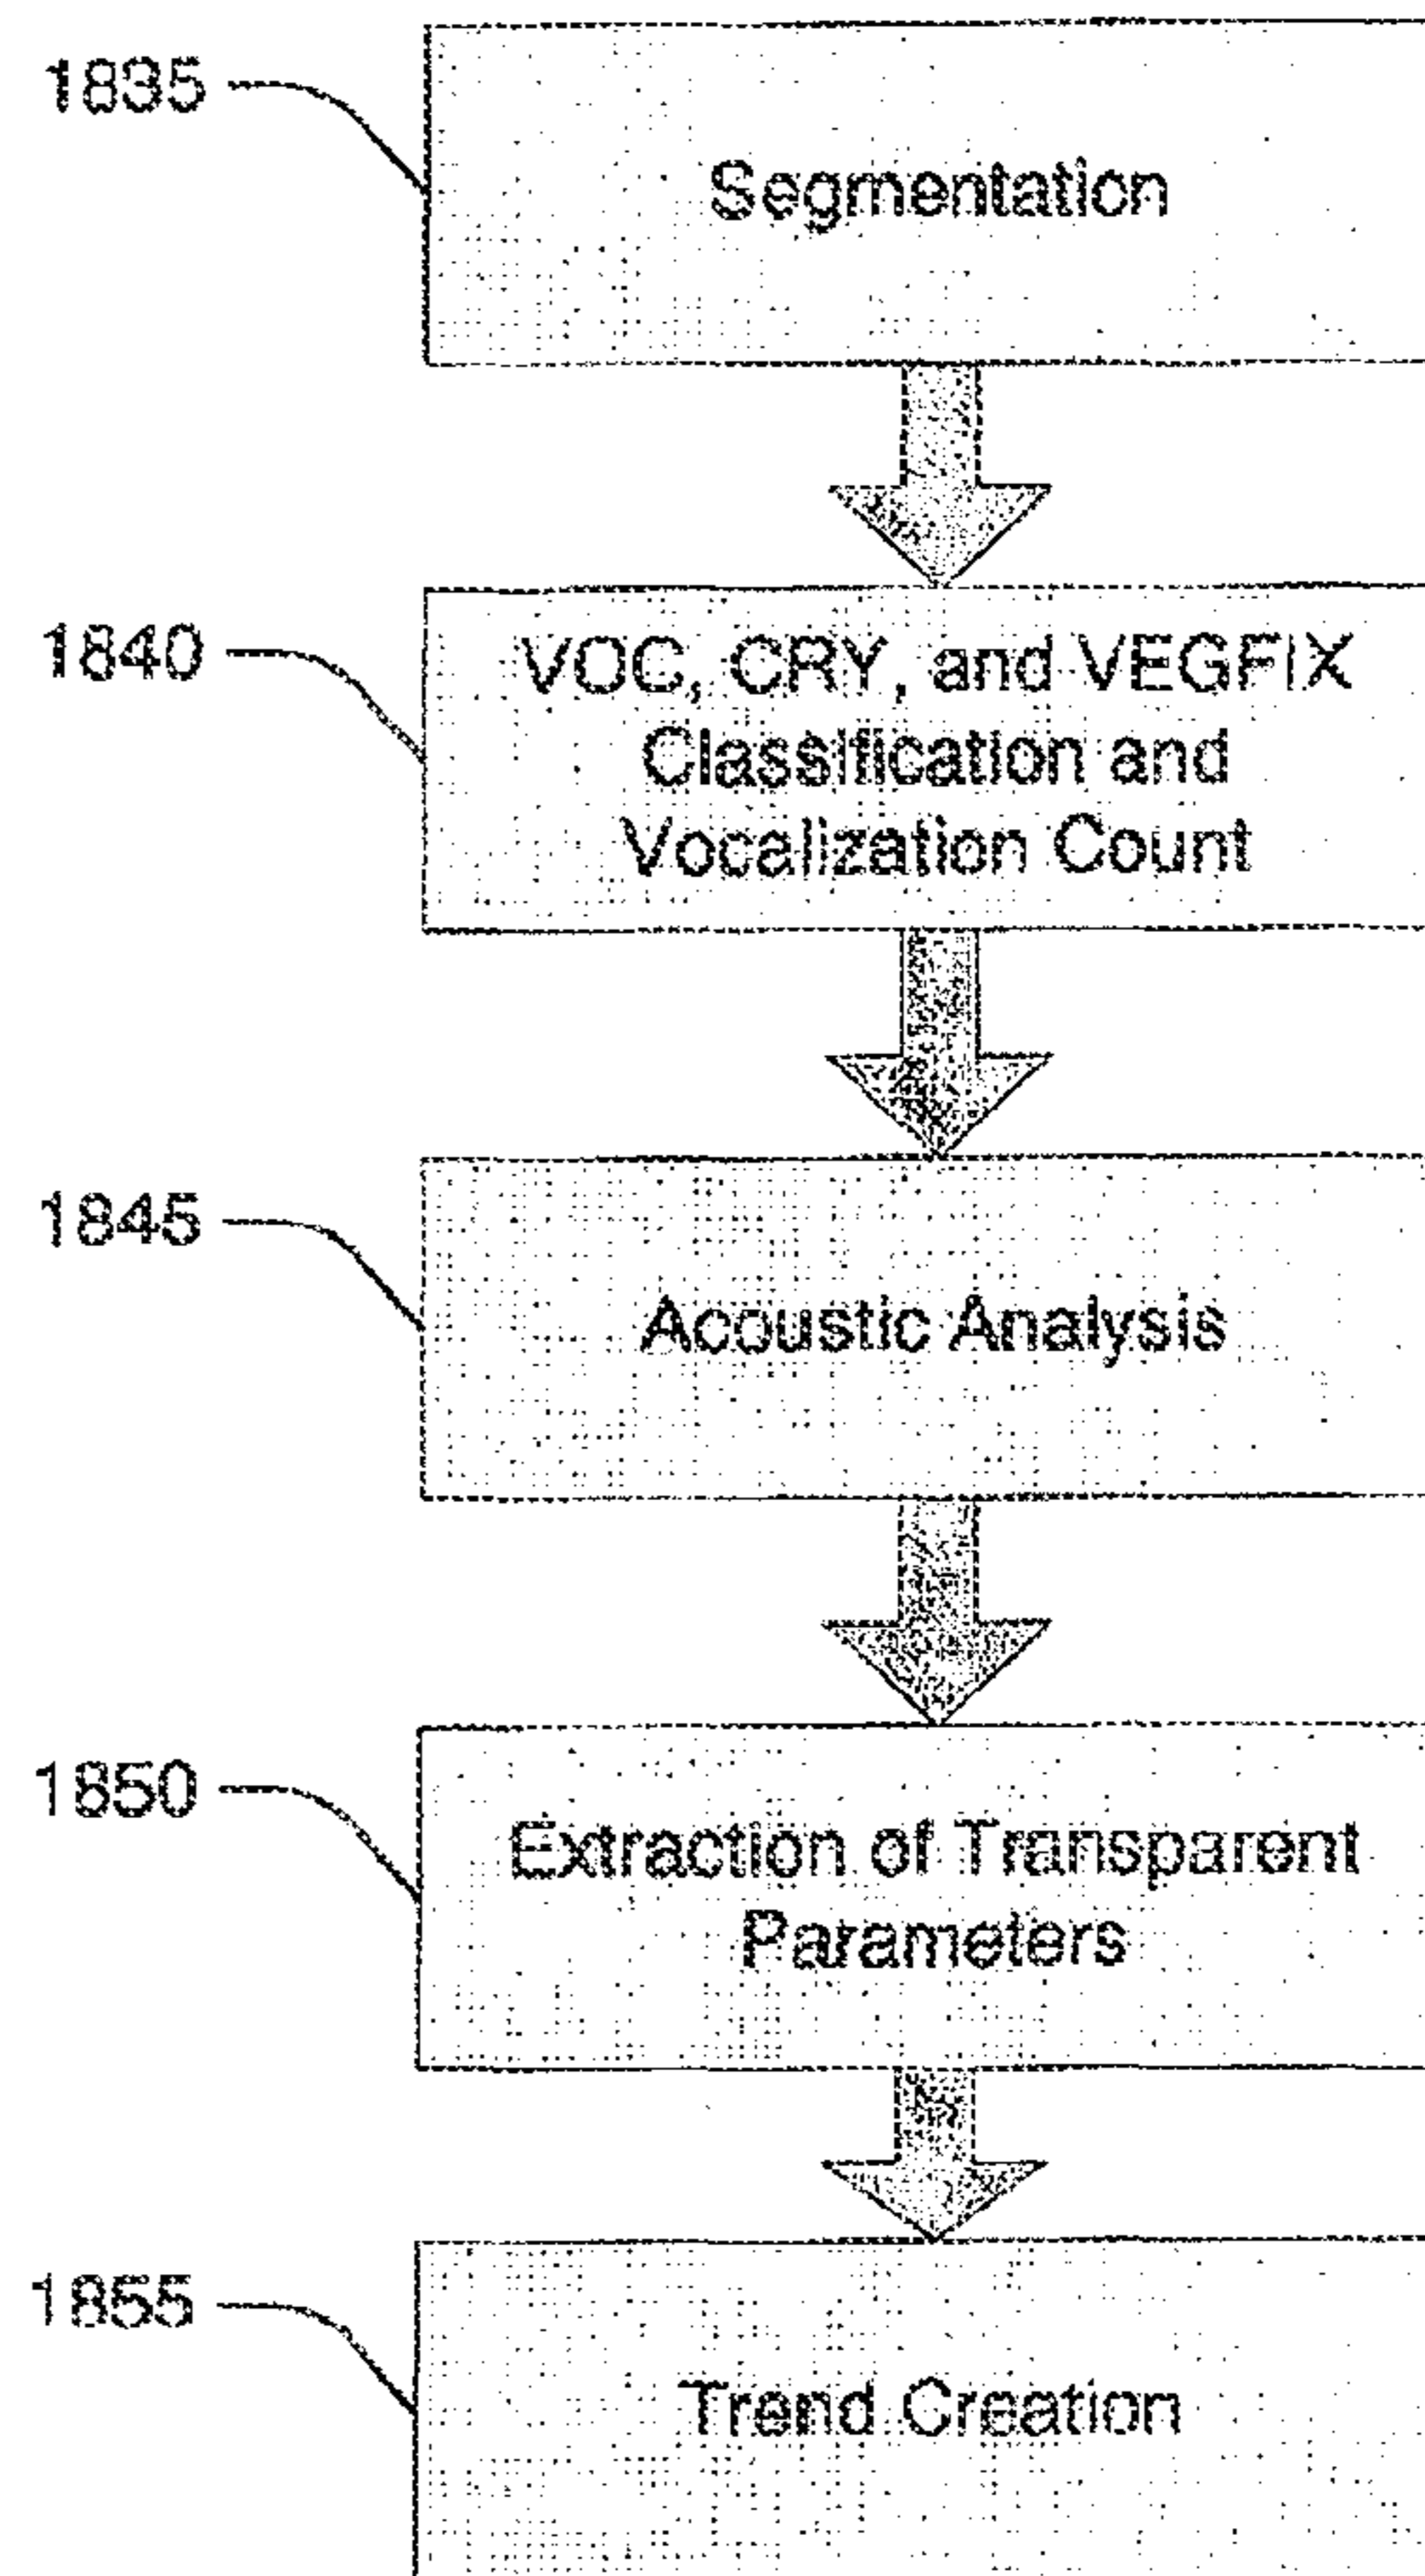 1835
Segmentation
1840
VOC, CRY, and VEGFIX
Classification and
Vocalization Count
1845
Acoustic Analysis
1850
Extraction of Transparent
Parameters
1855
Trend Creation